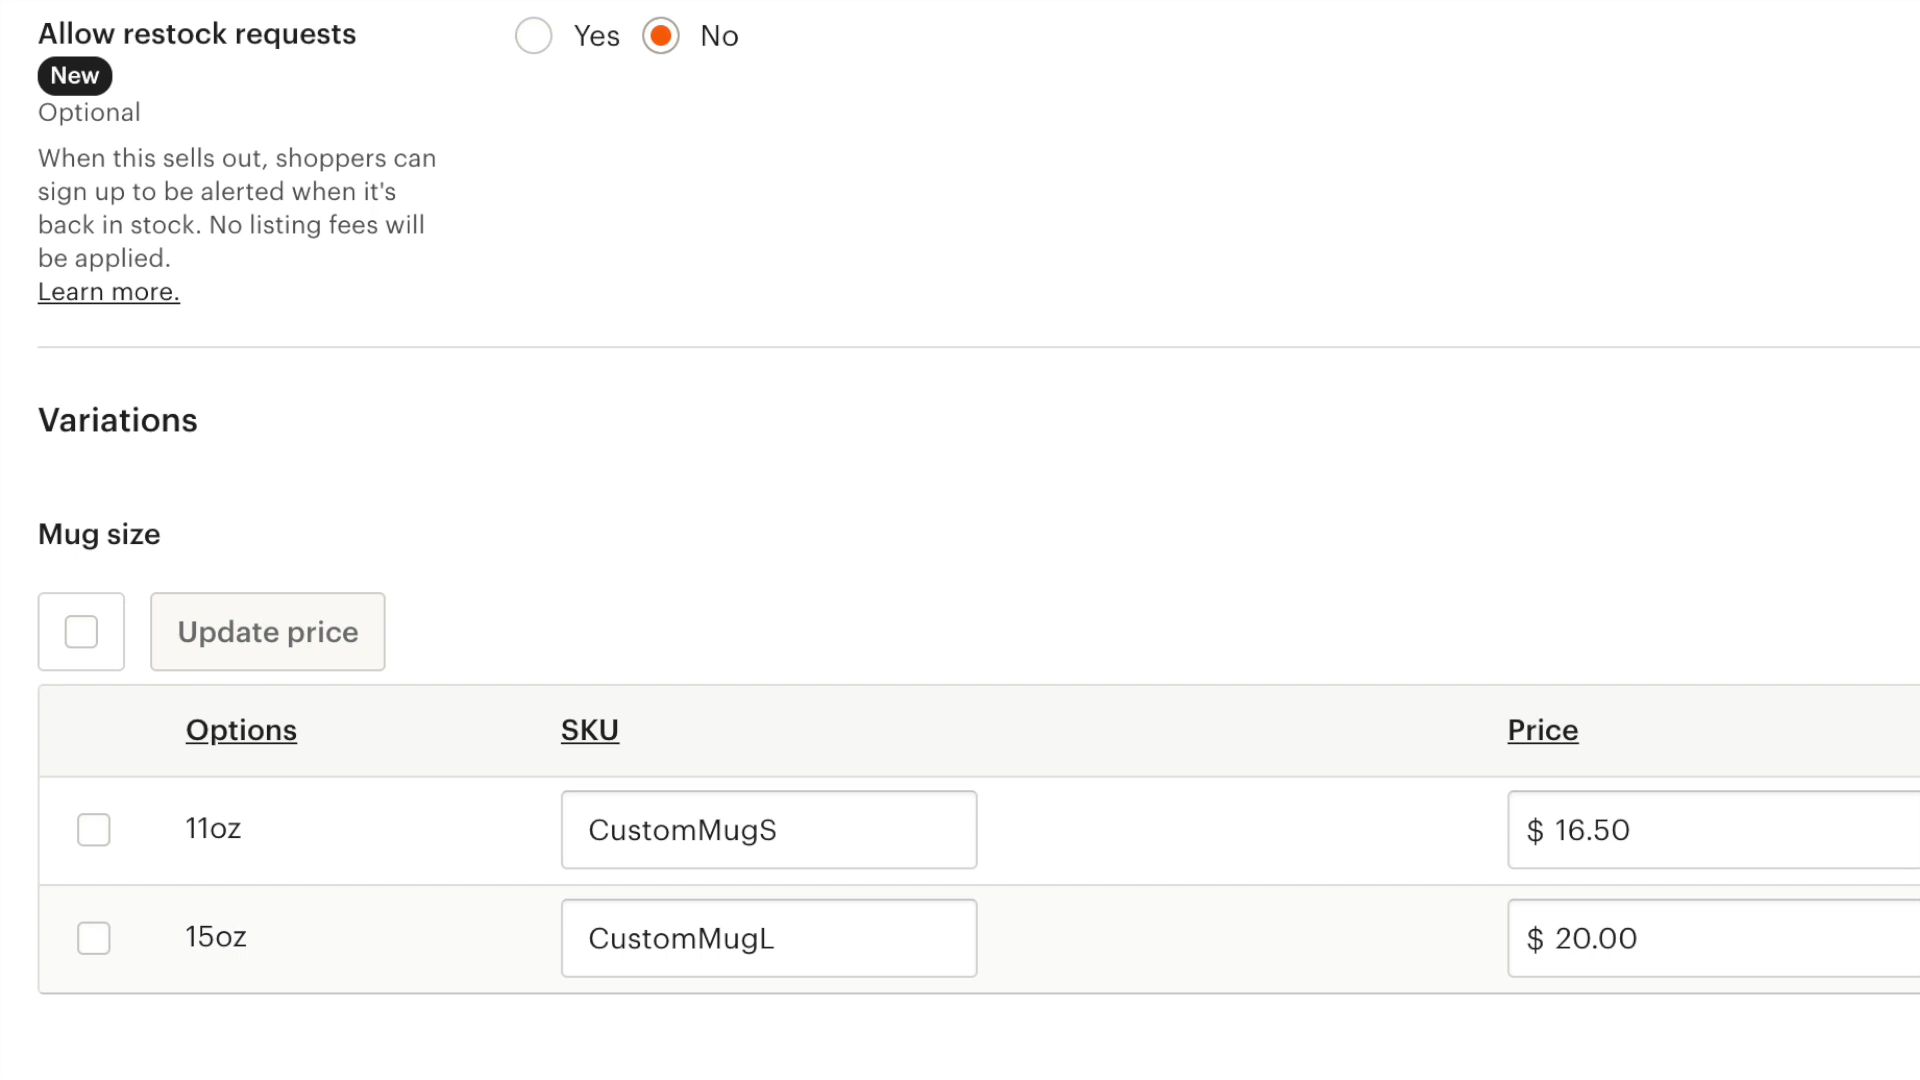 Allow restock requests
Yes No
New
Optional
When this sells out, shoppers can
sign up to be alerted when it's
back in stock. No listing fees will
be applied.
Learn more.
Variations
Mug size
Update price
Options SKU Price
11oz CustomMugS $ 16.50
15oz CustomMugL $ 20.00